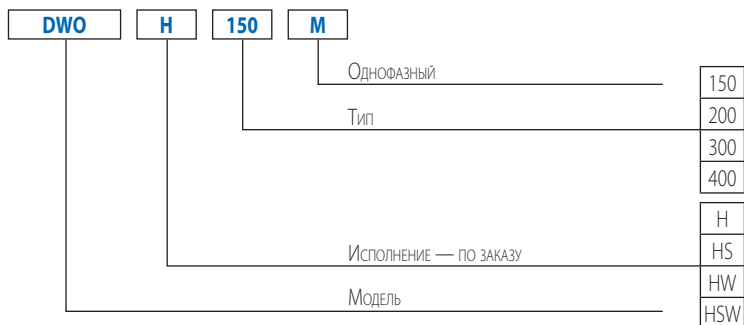 DWO H 150 M
Однофазный
150
Тип
200
300
400
H
Исполнение — по заказу
HS
HW
Модель
HSW